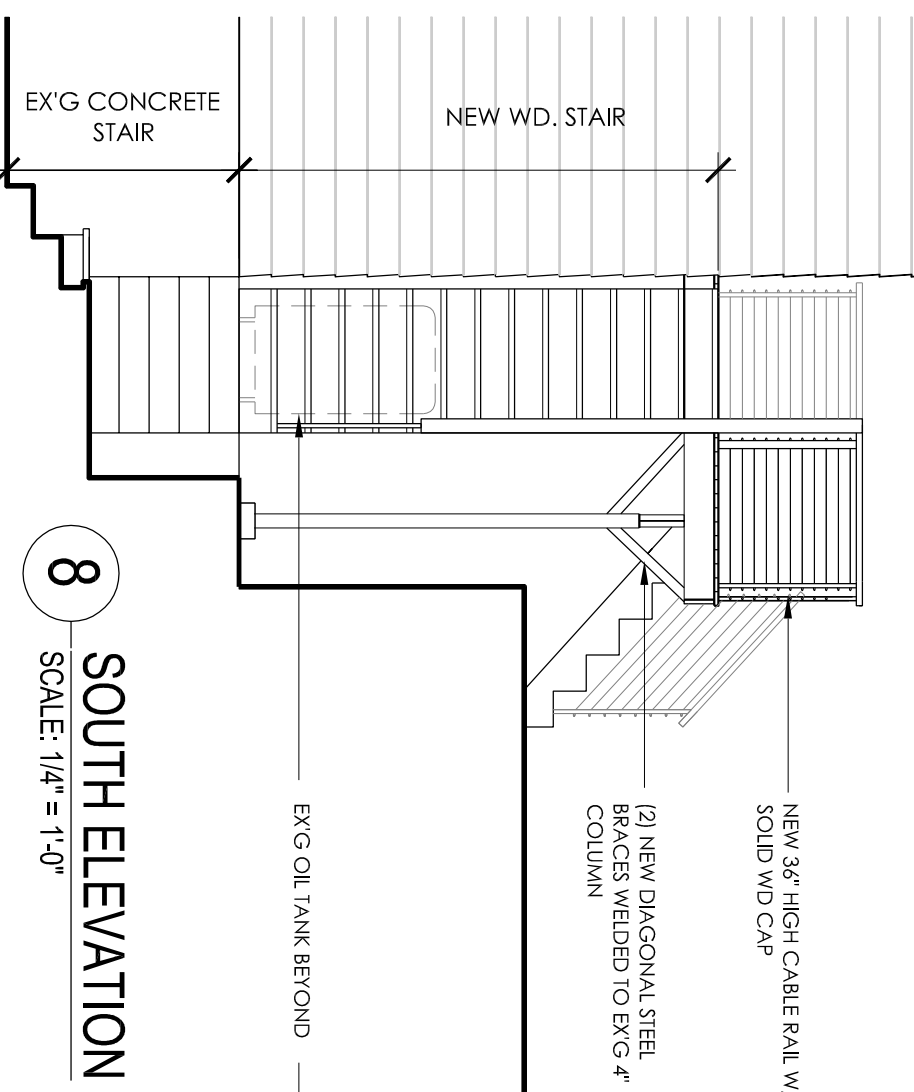 EX'G CONCRETE
STAIR
NEW WD. STAIR
NEW 36" HIGH CABLE RAIL
SOLID WD CAP
(2) NEW DIAGONAL STEEL
BRACES WELDED TO EX'G 4"
COLUMN
EX'G OIL TANK BEYOND
8
SOUTH ELEVATION
SCALE: 1/4" = 1'-0"